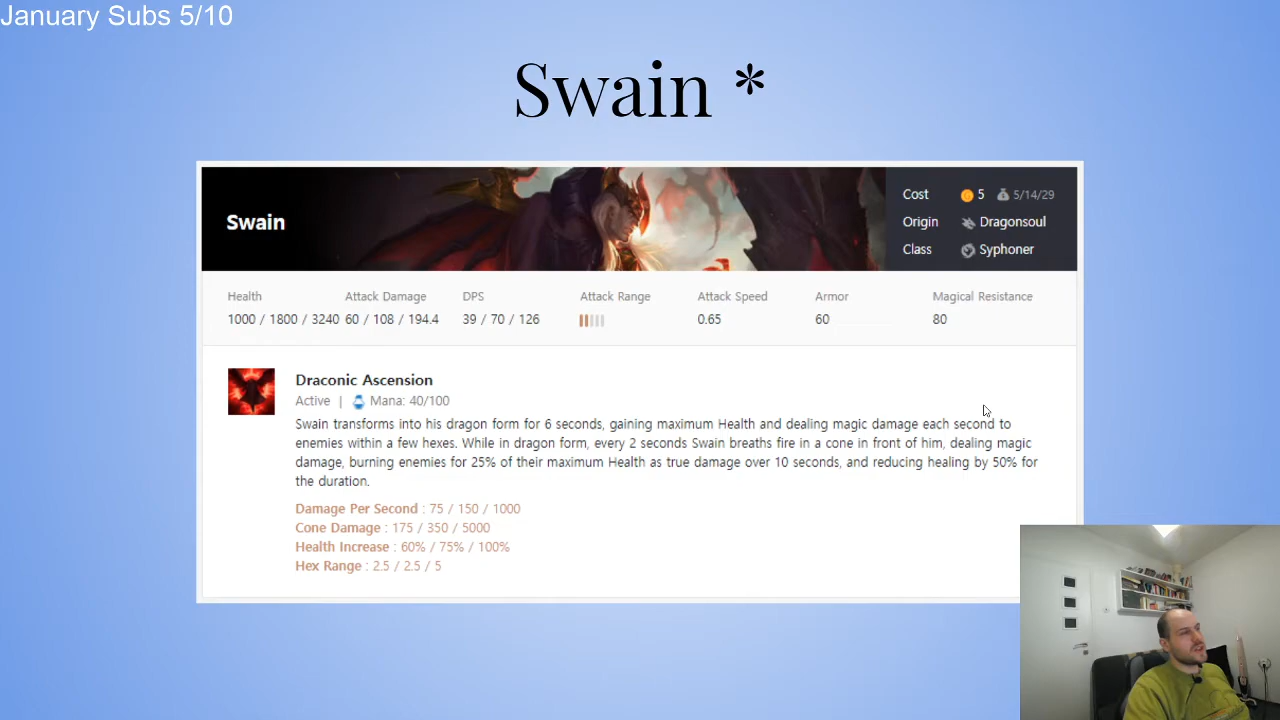 January Subs 5/10
Swain *
Swain
Cost 5 5/14/29
Origin Dragonsoul
Class Syphoner
Health Attack Damage DPS Attack Range Attack Speed Armor Magical Resistance
1000 / 1800 / 3240 60 / 108 / 194.4 39 / 70 / 126 0.65 60 80
Draconic Ascension
Active | Mana: 40/100
Swain transforms into his dragon form for 6 seconds, gaining maximum Health and dealing magic damage each second to
enemies within a few hexes. While in dragon form, every 2 seconds Swain breaths fire in a cone in front of him, dealing magic
damage, burning enemies for 25% of their maximum Health as true damage over 10 seconds, and reducing healing by 50% for
the duration.
Damage Per Second : 75 / 150 / 1000
Cone Damage : 175 / 350 / 5000
Health Increase : 60% / 75% / 100%
Hex Range : 2.5 / 2.5 / 5